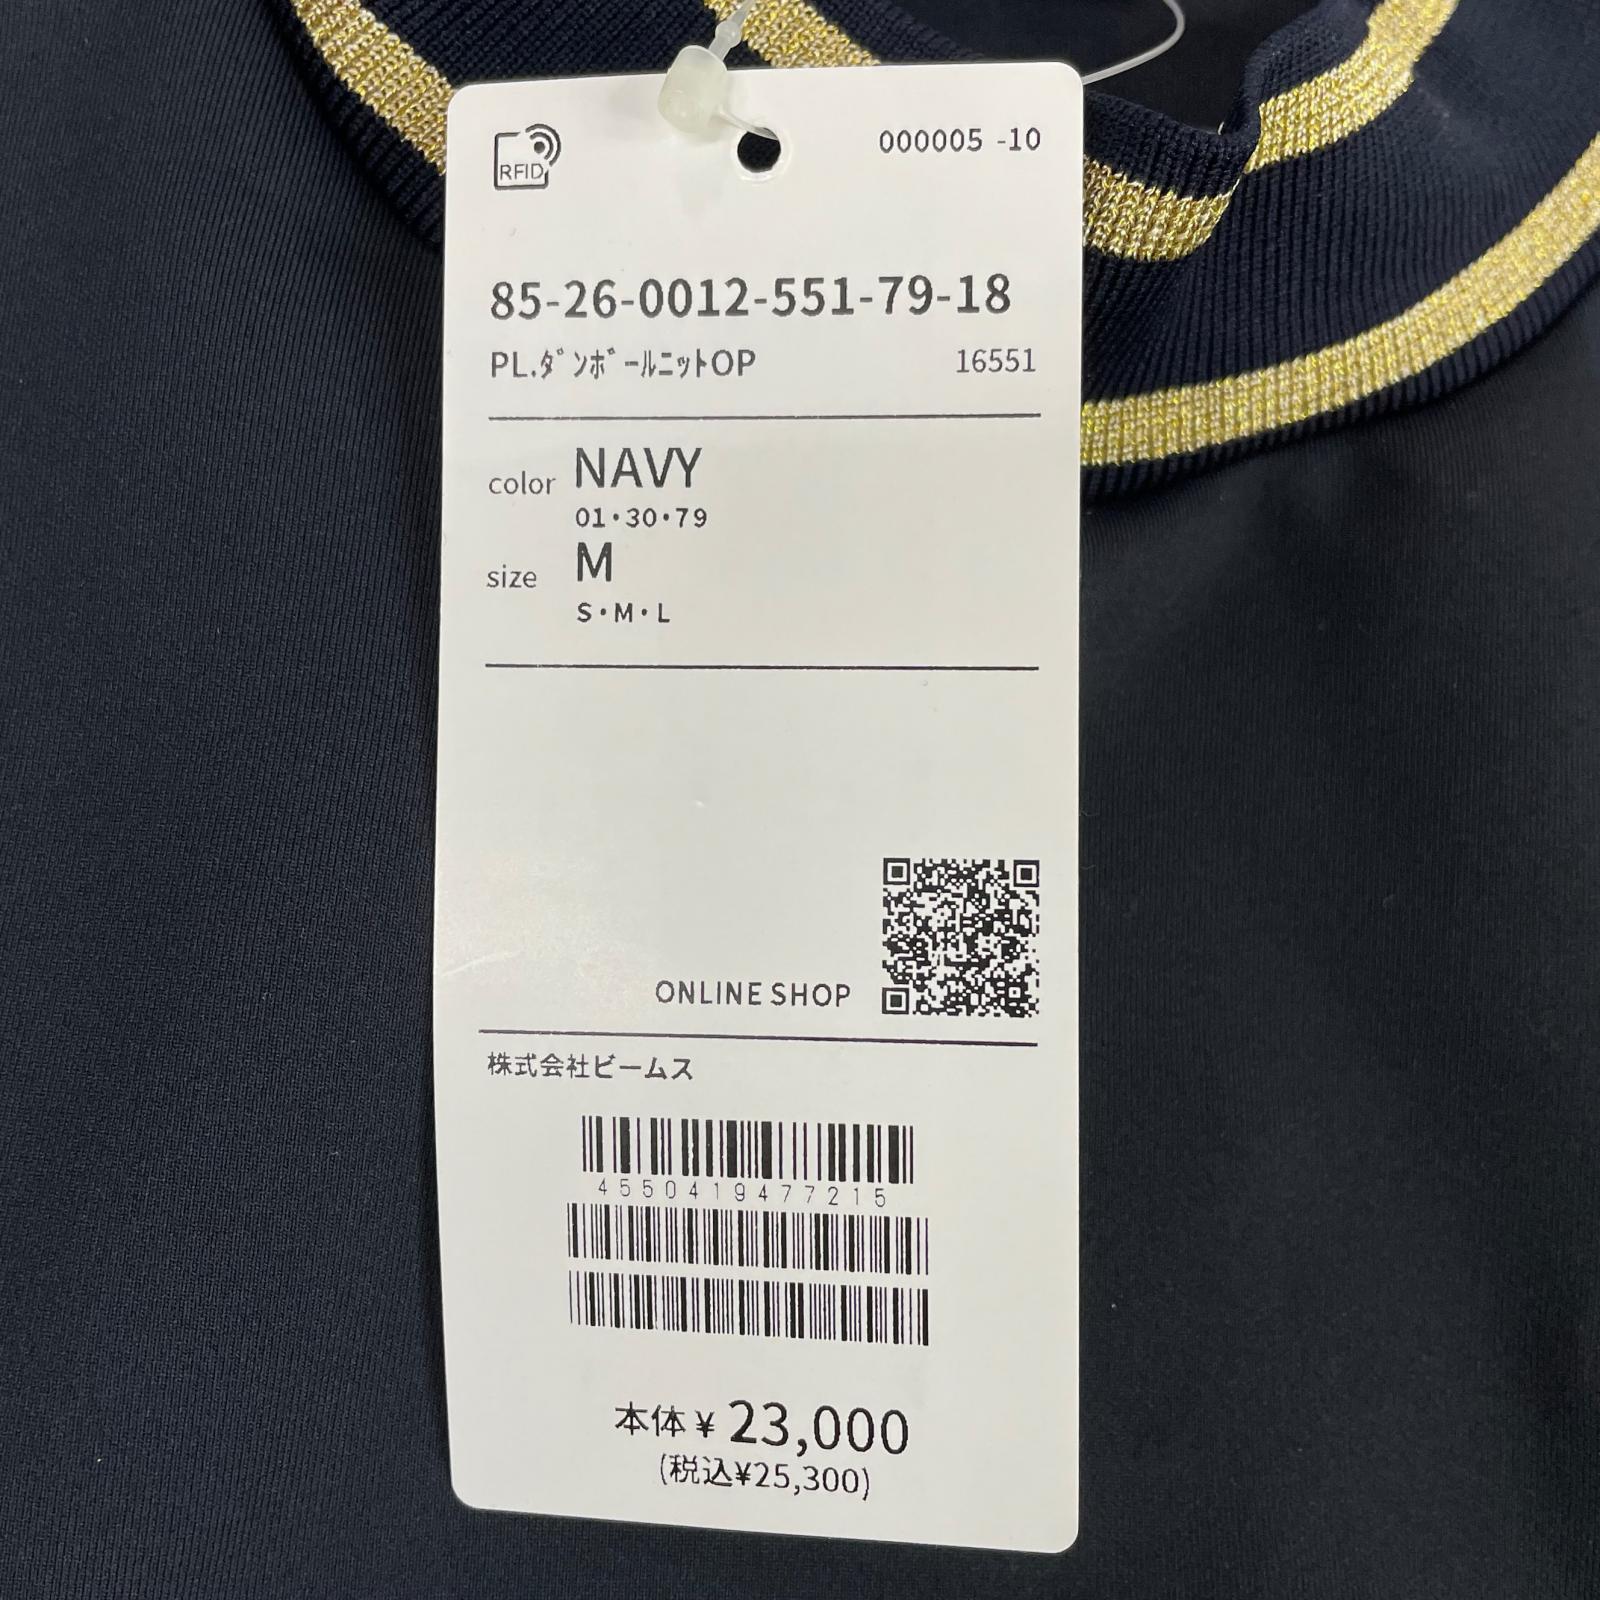 RFID
000005 -10
85-26-0012-551-79-18
PL.ﾀﾞﾝﾎﾞｰﾙﾆｯﾄOP 16551
color NAVY
01・30・79
size M
S・M・L
ONLINE SHOP
株式会社ビームス
4550419477215
本体¥ 23,000
(税込¥25,300)